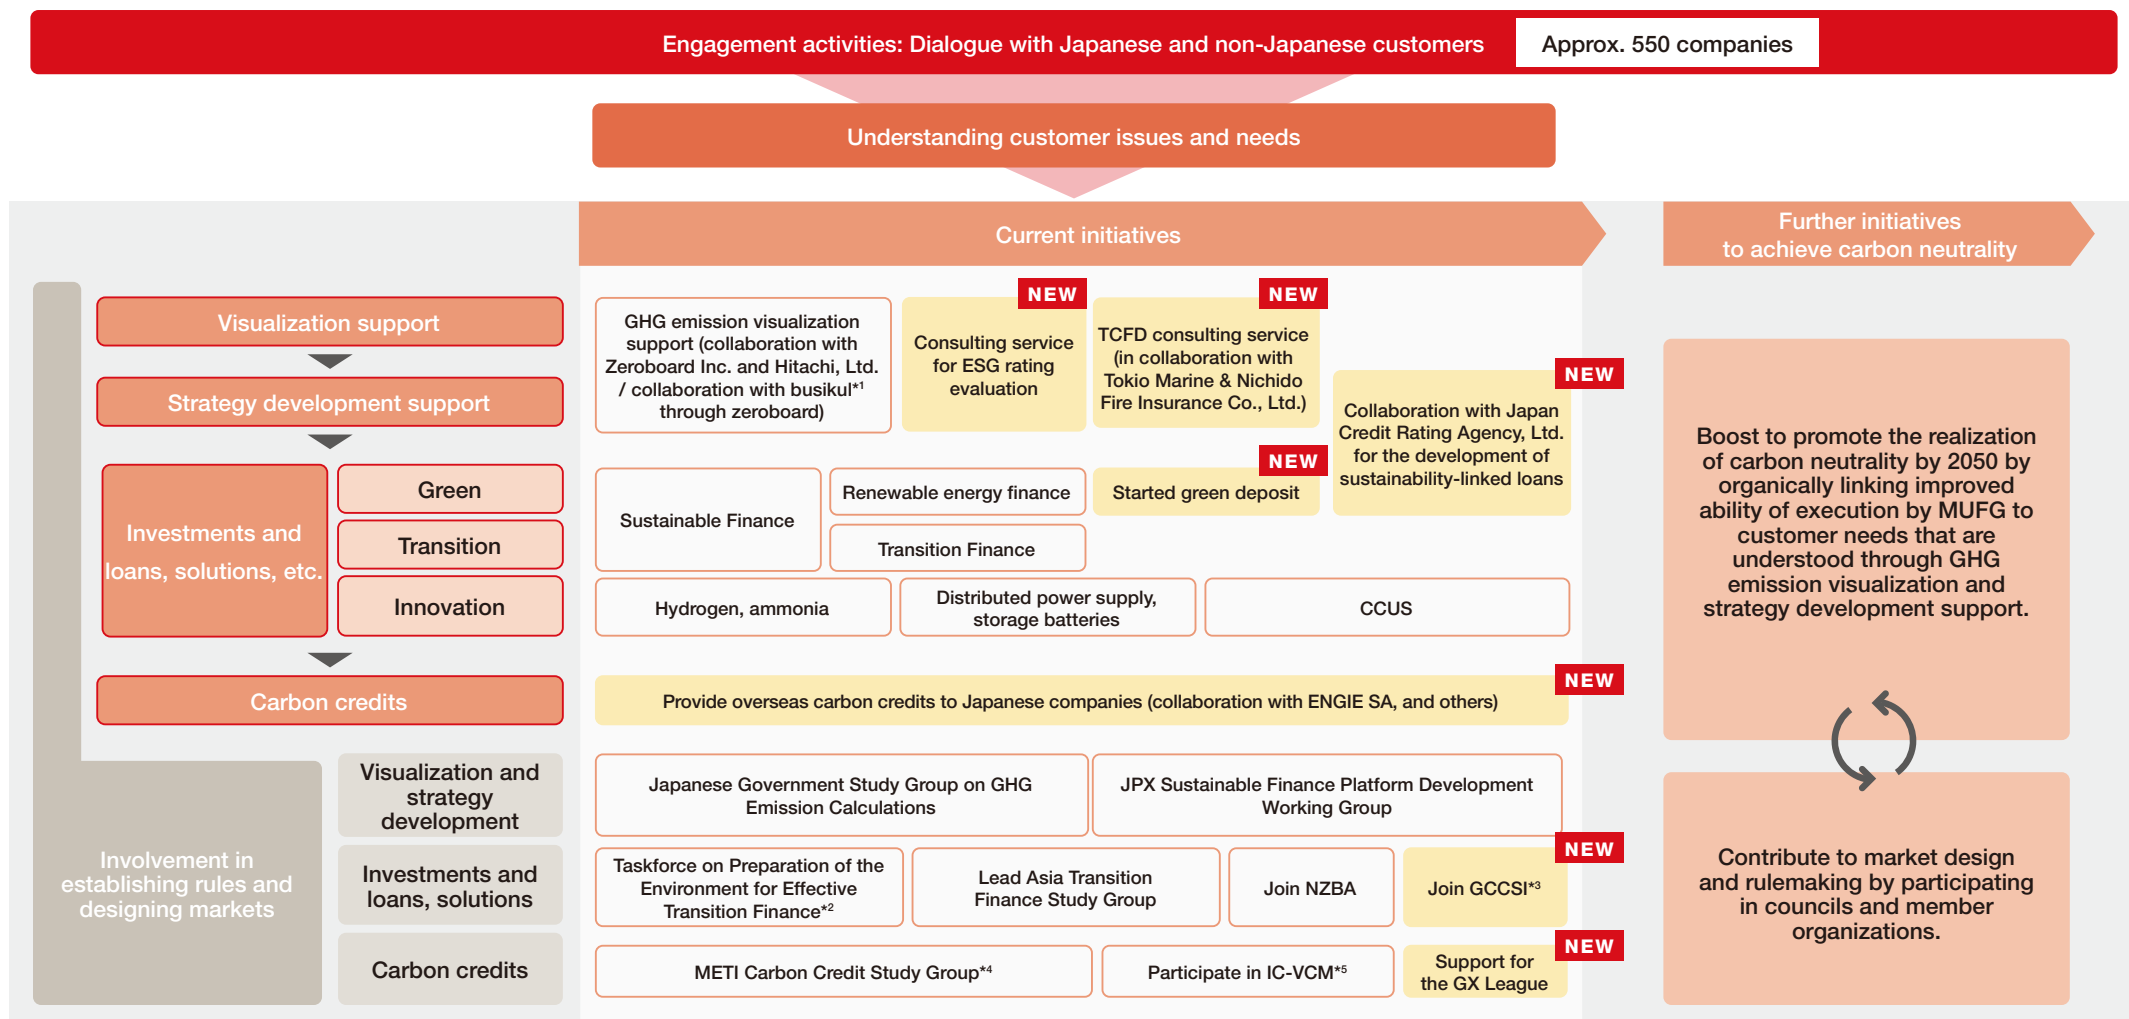 Engagement activities: Dialogue with Japanese and non-Japanese customers
Approx. 550 companies
Understanding customer issues and needs
Current initiatives
Further initiatives
to achieve carbon neutrality
Visualization support
Strategy development support
Investments and
loans, solutions, etc.
Green
Transition
Innovation
Carbon credits
GHG emission visualization
support (collaboration with
Zeroboard Inc. and Hitachi, Ltd.
/ collaboration with busikul*1
through zeroboard)
NEW
Consulting service
for ESG rating
evaluation
NEW
TCFD consulting service
(in collaboration with
Tokio Marine & Nichido
Fire Insurance Co., Ltd.)
NEW
Collaboration with Japan
Credit Rating Agency, Ltd.
for the development of
sustainability-linked loans
Sustainable Finance
Renewable energy finance
Transition Finance
NEW
Started green deposit
Hydrogen, ammonia
Distributed power supply,
storage batteries
CCUS
NEW
Provide overseas carbon credits to Japanese companies (collaboration with ENGIE SA, and others)
Involvement in
establishing rules and
designing markets
Visualization and
strategy
development
Japanese Government Study Group on GHG
Emission Calculations
JPX Sustainable Finance Platform Development
Working Group
Investments and
loans, solutions
Taskforce on Preparation of the
Environment for Effective
Transition Finance*2
Lead Asia Transition
Finance Study Group
Join NZBA
NEW
Join GCCSI*3
Carbon credits
METI Carbon Credit Study Group*4
Participate in IC-VCM*5
NEW
Support for
the GX League
Boost to promote the realization
of carbon neutrality by 2050 by
organically linking improved
ability of execution by MUFG to
customer needs that are
understood through GHG
emission visualization and
strategy development support.
Contribute to market design
and rulemaking by participating
in councils and member
organizations.